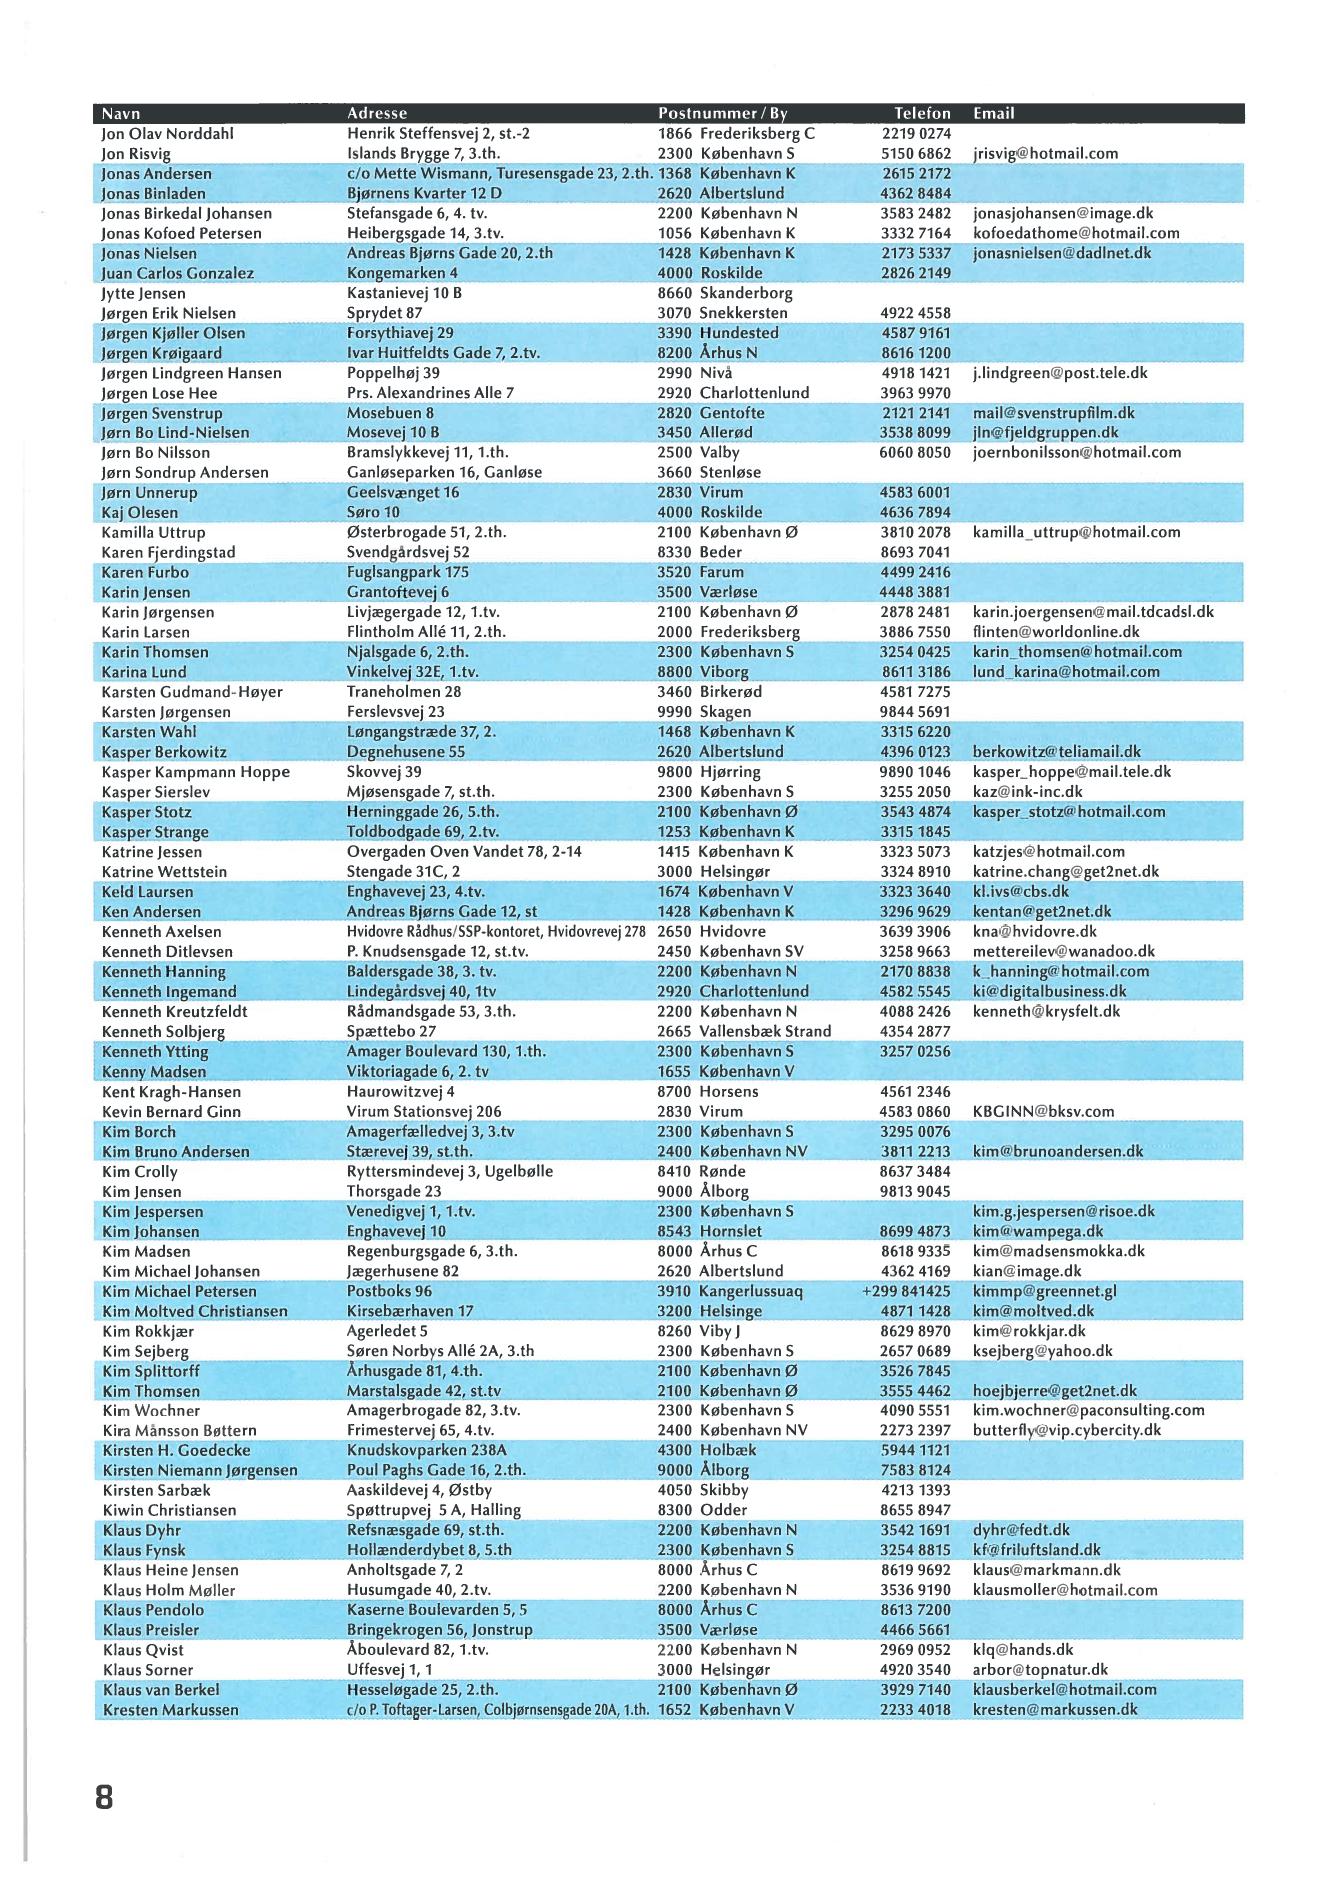 Navn Adresse Postnummer / By Telefon Email
Jon Olav Norddahl Henrik Steffensvej 2, st.-2 1866 Frederiksberg C 2219 0274
Jon Risvig Islands Brygge 7, 3.th. 2300 København S 5150 6862 jrisvig@hotmail.com
Jonas Andersen c/o Mette Wismann, Turesensgade 23, 2.th. 1368 København K 2615 2172
Jonas Binladen Bjørnens Kvarter 12 D 2620 Albertslund 4362 8484
Jonas Birkedal Johansen Stefansgade 6, 4. tv. 2200 København N 3583 2482 jonasjohansen@image.dk
Jonas Kofoed Petersen Heibergsgade 14, 3.tv. 1056 København K 3332 7164 kofoedathome@hotmail.com
Jonas Nielsen Andreas Bjørns Gade 20, 2.th 1428 København K 2173 5337 jonasnielsen@dadlnet.dk
Juan Carlos Gonzalez Kongemarken 4 4000 Roskilde 2826 2149
Jytte Jensen Kastanievej 10 B 8660 Skanderborg
Jørgen Erik Nielsen Sprydet 87 3070 Snekkersten 4922 4558
Jørgen Kjøller Olsen Forsythiavej 29 3390 Hundested 4587 9161
Jørgen Krøigaard Ivar Huitfeldts Gade 7, 2.tv. 8200 Århus N 8616 1200
Jørgen Lindgreen Hansen Poppelhøj 39 2990 Nivå 4918 1421 j.lindgreen@post.tele.dk
Jørgen Lose Hee Prs. Alexandrines Alle 7 2920 Charlottenlund 3963 9970
Jørgen Svenstrup Mosebuen 8 2820 Gentofte 2121 2141 mail@svenstrupfilm.dk
Jørn Bo Lind-Nielsen Mosevej 10 B 3450 Allerød 3538 8099 jln@fjeldgruppen.dk
Jørn Bo Nilsson Bramslykkevej 11, 1.th. 2500 Valby 6060 8050 joernbonilsson@hotmail.com
Jørn Sondrup Andersen Ganløseparken 16, Ganløse 3660 Stenløse
Jørn Unnerup Geelsvænget 16 2830 Virum 4583 6001
Kaj Olesen Søro 10 4000 Roskilde 4636 7894
Kamilla Uttrup Østerbrogade 51, 2.th. 2100 København Ø 3810 2078 kamilla_uttrup@hotmail.com
Karen Fjerdingstad Svendgårdsvej 52 8330 Beder 8693 7041
Karen Furbo Fuglsangpark 175 3520 Farum 4499 2416
Karin Jensen Grantoftevej 6 3500 Værløse 4448 3881
Karin Jørgensen Livjægergade 12, 1.tv. 2100 København Ø 2878 2481 karin.joergensen@mail.tdcadsl.dk
Karin Larsen Flintholm Allé 11, 2.th. 2000 Frederiksberg 3886 7550 flinten@worldonline.dk
Karin Thomsen Njalsgade 6, 2.th. 2300 København S 3254 0425 karin_thomsen@hotmail.com
Karina Lund Vinkelvej 32E, 1.tv. 8800 Viborg 8611 3186 lund_karina@hotmail.com
Karsten Gudmand-Høyer Traneholmen 28 3460 Birkerød 4581 7275
Karsten Jørgensen Ferslevsvej 23 9990 Skagen 9844 5691
Karsten Wahl Løngangstræde 37, 2. 1468 København K 3315 6220
Kasper Berkowitz Degnehusene 55 2620 Albertslund 4396 0123 berkowitz@teliamail.dk
Kasper Kampmann Hoppe Skovvej 39 9800 Hjørring 9890 1046 kasper_hoppe@mail.tele.dk
Kasper Sierslev Mjøsensgade 7, st.th. 2300 København S 3255 2050 kaz@ink-inc.dk
Kasper Stotz Herninggade 26, 5.th. 2100 København Ø 3543 4874 kasper_stotz@hotmail.com
Kasper Strange Toldbodgade 69, 2.tv. 1253 København K 3315 1845
Katrine Jessen Overgaden Oven Vandet 78, 2-14 1415 København K 3323 5073 katzjes@hotmail.com
Katrine Wettstein Stengade 31C, 2 3000 Helsingør 3324 8910 katrine.chang@get2net.dk
Keld Laursen Enghavevej 23, 4.tv. 1674 København V 3323 3640 kl.ivs@cbs.dk
Ken Andersen Andreas Bjørns Gade 12, st 1428 København K 3296 9629 kentan@get2net.dk
Kenneth Axelsen Hvidovre Rådhus/SSP-kontoret, Hvidovrevej 278 2650 Hvidovre 3639 3906 kna@hvidovre.dk
Kenneth Ditlevsen P. Knudsensgade 12, st.tv. 2450 København SV 3258 9663 mettereilev@wanadoo.dk
Kenneth Hanning Baldersgade 38, 3. tv. 2200 København N 2170 8838 k_hanning@hotmail.com
Kenneth Ingemand Lindegårdsvej 40, 1tv 2920 Charlottenlund 4582 5545 ki@digitalbusiness.dk
Kenneth Kreutzfeldt Rådmandsgade 53, 3.th. 2200 København N 4088 2426 kenneth@krysfelt.dk
Kenneth Solbjerg Spættebo 27 2665 Vallensbæk Strand 4354 2877
Kenneth Ytting Amager Boulevard 130, 1.th. 2300 København S 3257 0256
Kenny Madsen Viktoriagade 6, 2. tv 1655 København V
Kent Kragh-Hansen Haurowitzvej 4 8700 Horsens 4561 2346
Kevin Bernard Ginn Virum Stationsvej 206 2830 Virum 4583 0860 KBGINN@bksv.com
Kim Borch Amagerfælledvej 3, 3.tv 2300 København S 3295 0076
Kim Bruno Andersen Stærevej 39, st.th. 2400 København NV 3811 2213 kim@brunoandersen.dk
Kim Crolly Ryttersmindevej 3, Ugelbølle 8410 Rønde 8637 3484
Kim Jensen Thorsgade 23 9000 Ålborg 9813 9045
Kim Jespersen Venedigvej 1, 1.tv. 2300 København S kim.g.jespersen@risoe.dk
Kim Johansen Enghavevej 10 8543 Hornslet 8699 4873 kim@wampega.dk
Kim Madsen Regenburgsgade 6, 3.th. 8000 Århus C 8618 9335 kim@madsensmokka.dk
Kim Michael Johansen Jægerhusene 82 2620 Albertslund 4362 4169 kian@image.dk
Kim Michael Petersen Postboks 96 3910 Kangerlussuaq +299 841425 kimmp@greennet.gl
Kim Moltved Christiansen Kirsebærhaven 17 3200 Helsinge 4871 1428 kim@moltved.dk
Kim Rokkjær Agerledet 5 8260 Viby J 8629 8970 kim@rokkjar.dk
Kim Sejberg Søren Norbys Allé 2A, 3.th 2300 København S 2657 0689 ksejberg@yahoo.dk
Kim Splittorff Århusgade 81, 4.th. 2100 København Ø 3526 7845
Kim Thomsen Marstalsgade 42, st.tv 2100 København Ø 3555 4462 hoejbjerre@get2net.dk
Kim Wochner Amagerbrogade 82, 3.tv. 2300 København S 4090 5551 kim.wochner@paconsulting.com
Kira Månsson Bøttern Frimestervej 65, 4.tv. 2400 København NV 2273 2397 butterfly@vip.cybercity.dk
Kirsten H. Goedecke Knudskovparken 238A 4300 Holbæk 5944 1121
Kirsten Niemann Jørgensen Poul Paghs Gade 16, 2.th. 9000 Ålborg 7583 8124
Kirsten Sarbæk Aaskildevej 4, Østby 4050 Skibby 4213 1393
Kiwin Christiansen Spøttrupvej 5 A, Halling 8300 Odder 8655 8947
Klaus Dyhr Refsnæsgade 69, st.th. 2200 København N 3542 1691 dyhr@fedt.dk
Klaus Fynsk Hollænderdybet 8, 5.th 2300 København S 3254 8815 kf@friluftsland.dk
Klaus Heine Jensen Anholtsgade 7, 2 8000 Århus C 8619 9692 klaus@markmann.dk
Klaus Holm Møller Husumgade 40, 2.tv. 2200 København N 3536 9190 klausmoller@hotmail.com
Klaus Pendolo Kaserne Boulevarden 5, 5 8000 Århus C 8613 7200
Klaus Preisler Bringekrogen 56, Jonstrup 3500 Værløse 4466 5661
Klaus Qvist Åboulevard 82, 1.tv. 2200 København N 2969 0952 klq@hands.dk
Klaus Sorner Uffesvej 1, 1 3000 Helsingør 4920 3540 arbor@topnatur.dk
Klaus van Berkel Hesseløgade 25, 2.th. 2100 København Ø 3929 7140 klausberkel@hotmail.com
Kresten Markussen c/o P. Toftager-Larsen, Colbjørnsensgade 20A, 1.th. 1652 København V 2233 4018 kresten@markussen.dk
8